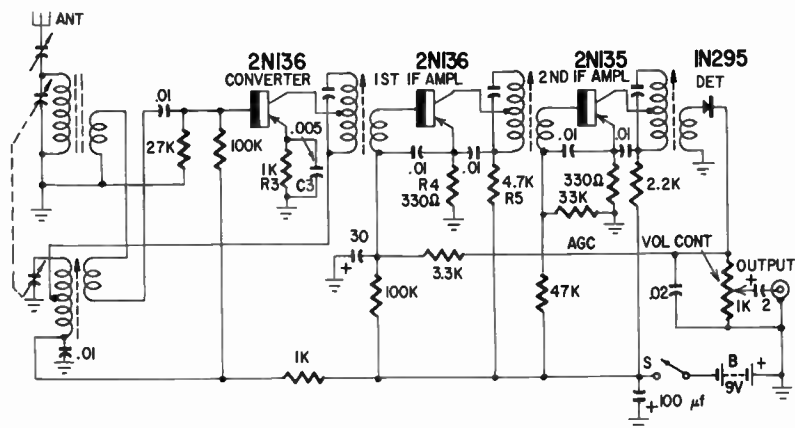 ANT
2N136
CONVERTER
2N136
1ST IF AMPL
2N135
2ND IF AMPL
1N295
DET
.01
27K
100K
.005
1K
R3
C3
.01
.01
R4
330Ω
4.7K
R5
.01
.01
330Ω
33K
2.2K
30
+
3.3K
AGC
VOL CONT
OUTPUT
+
2
1K
.02
100K
47K
.01
1K
S
B
+
9V
+
100 µf